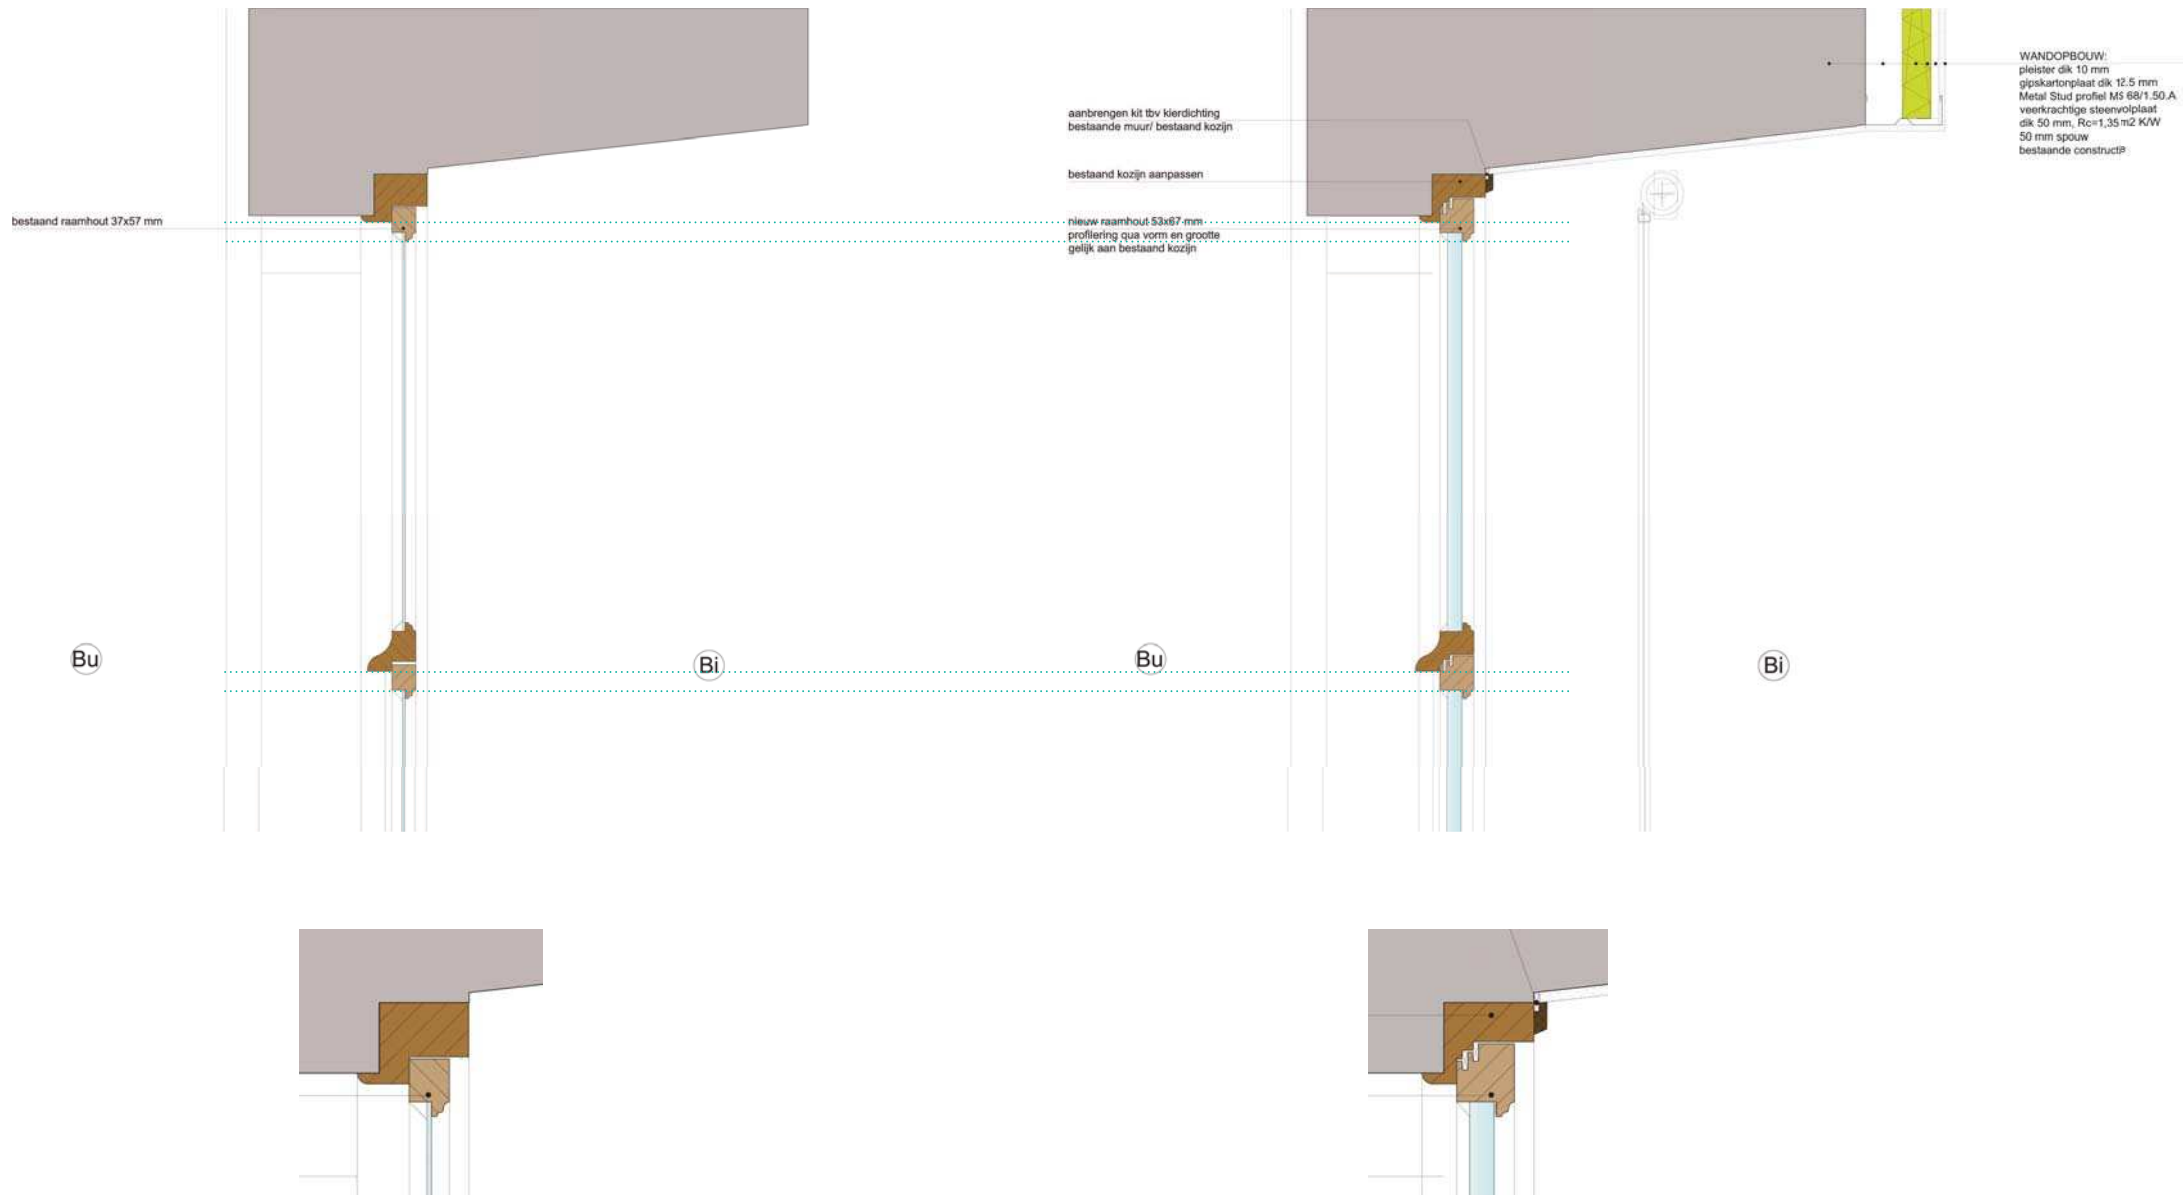 bestaand raamhout 37x57 mm
Bu
Bi
aanbrengen kit tbv kierdichting
bestaande muur/ bestaand kozijn
bestaand kozijn aanpassen
nieuw raamhout 53x67 mm
profilering qua vorm en grootte
gelijk aan bestaand kozijn
Bu
Bi
WANDOPBOUW:
pleister dik 10 mm
gipskartonplaat dik 12.5 mm
Metal Stud profiel MS 68/1.50.A
veerkrachtige steenvolplaat
dik 50 mm, Rc=1,35 m2 K/W
50 mm spouw
bestaande constructie